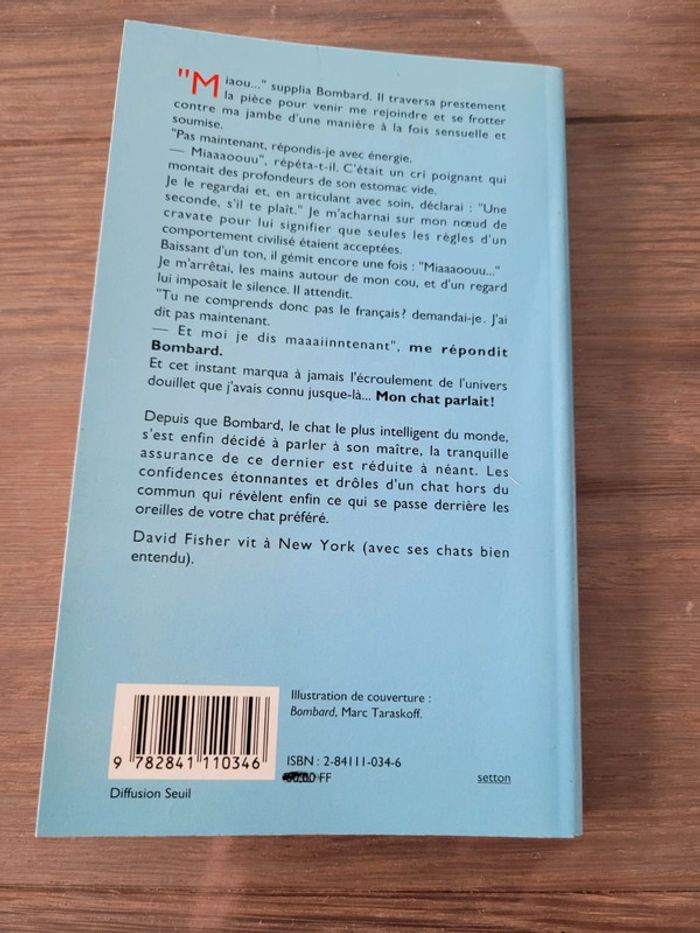 "Miaou..." supplia Bombard. Il traversa prestement
la pièce pour venir me rejoindre et se frotter
contre ma jambe d'une manière à la fois sensuelle et
soumise.
"Pas maintenant, répondis-je avec énergie.
— Miaaaoouu", répéta-t-il. C'était un cri poignant qui
montait des profondeurs de son estomac vide.
Je le regardai et, en articulant avec soin, déclarai : "Une
seconde, s'il te plaît." Je m'acharnai sur mon nœud de
cravate pour lui signifier que seules les règles d'un
comportement civilisé étaient acceptées.
Baissant d'un ton, il gémit encore une fois : "Miaaaoouu..."
Je m'arrêtai, les mains autour de mon cou, et d'un regard
lui imposait le silence. Il attendit.
"Tu ne comprends donc pas le français? demandai-je. J'ai
dit pas maintenant.
— Et moi je dis maaaiinntenant", me répondit
Bombard.
Et cet instant marqua à jamais l'écroulement de l'univers
douillet que j'avais connu jusque-là... Mon chat parlait!
Depuis que Bombard, le chat le plus intelligent du monde,
s'est enfin décidé à parler à son maître, la tranquille
assurance de ce dernier est réduite à néant. Les
confidences étonnantes et drôles d'un chat hors du
commun qui révèlent enfin ce qui se passe derrière les
oreilles de votre chat préféré.
David Fisher vit à New York (avec ses chats bien
entendu).
Illustration de couverture :
Bombard, Marc Taraskoff.
9 782841 110346
ISBN : 2-84111-034-6
FF
setton
Diffusion Seuil